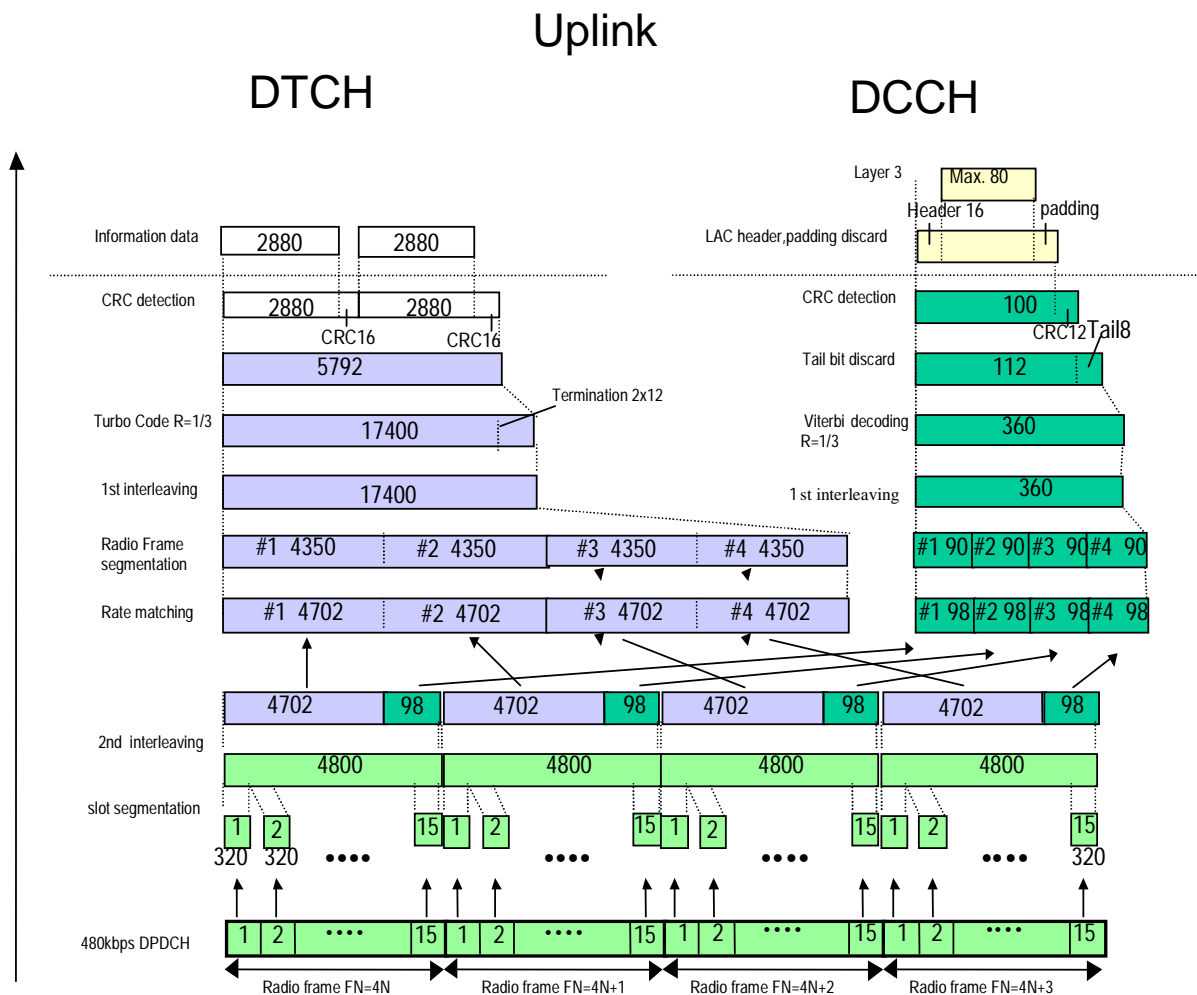 Uplink
DTCH
DCCH
Layer 3
Max. 80
Header 16
padding
Information data
2880
2880
LAC header,padding discard
CRC detection
2880
2880
CRC16
CRC16
CRC detection
100
CRC12
Tail8
5792
Tail bit discard
112
Termination 2x12
Turbo Code R=1/3
17400
Viterbi decoding
R=1/3
360
1st interleaving
17400
1st interleaving
360
Radio Frame
segmentation
#1 4350
#2 4350
#3 4350
#4 4350
#1 90
#2 90
#3 90
#4 90
Rate matching
#1 4702
#2 4702
#3 4702
#4 4702
#1 98
#2 98
#3 98
#4 98
4702
98
4702
98
4702
98
4702
98
2nd interleaving
4800
4800
4800
4800
slot segmentation
1
2
15
1
2
15
1
2
15
1
2
15
320
320
••••
••••
••••
••••
320
480kbps DPDCH
1
2
••••
15
1
2
••••
15
1
2
••••
15
1
2
••••
15
Radio frame FN=4N
Radio frame FN=4N+1
Radio frame FN=4N+2
Radio frame FN=4N+3